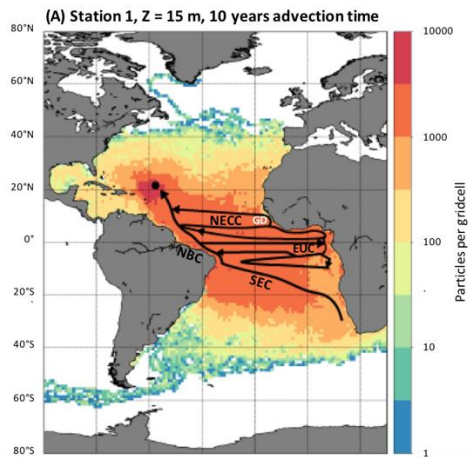 (A) Station 1, Z = 15 m, 10 years advection time
80°N
60°N
40°N
20°N
0°
20°S
40°S
60°S
80°S
NECC
GD
EUC
NBC
SEC
10000
1000
100
10
1
Particles per gridcell